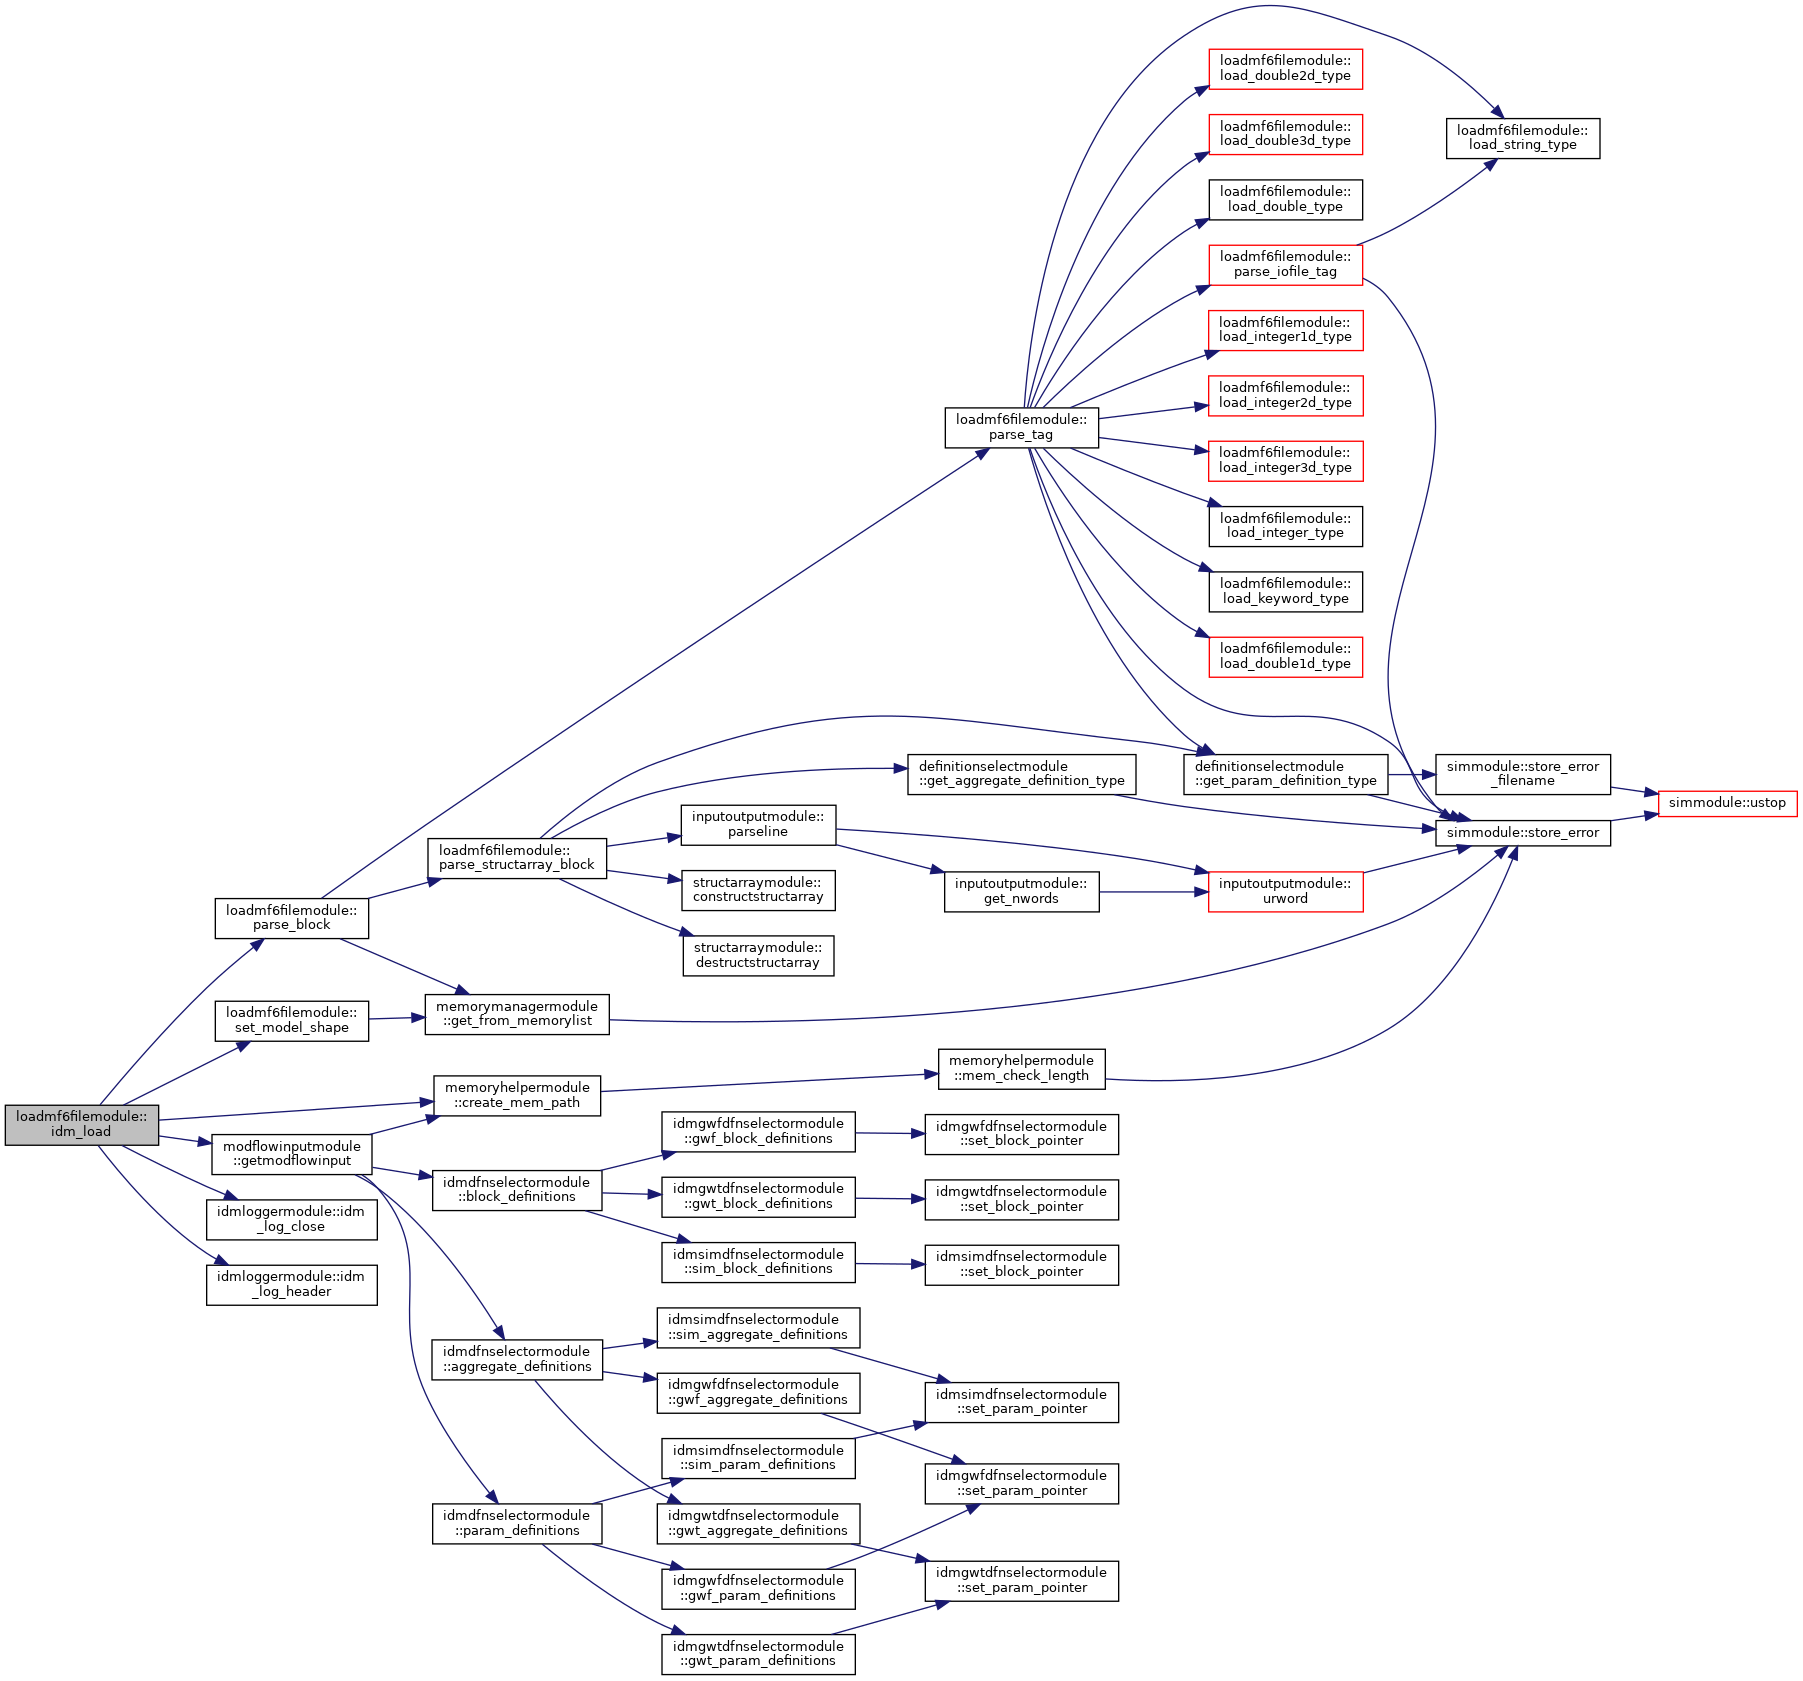 loadmf6filemodule::
idm_load
loadmf6filemodule::
parse_block
loadmf6filemodule::
set_model_shape
memoryhelpermodule
::create_mem_path
modflowinputmodule
::getmodflowinput
idmloggermodule::idm
_log_close
idmloggermodule::idm
_log_header
loadmf6filemodule::
parse_structarray_block
memorymanagermodule
::get_from_memorylist
idmdfnselectormodule
::block_definitions
idmdfnselectormodule
::aggregate_definitions
idmdfnselectormodule
::param_definitions
inputoutputmodule::
parseline
structarraymodule::
constructstructarray
structarraymodule::
destructstructarray
idmgwfdfnselectormodule
::gwf_block_definitions
idmgwtdfnselectormodule
::gwt_block_definitions
idmsimdfnselectormodule
::sim_block_definitions
idmsimdfnselectormodule
::sim_aggregate_definitions
idmgwfdfnselectormodule
::gwf_aggregate_definitions
idmsimdfnselectormodule
::sim_param_definitions
idmgwtdfnselectormodule
::gwt_aggregate_definitions
idmgwfdfnselectormodule
::gwf_param_definitions
idmgwtdfnselectormodule
::gwt_param_definitions
loadmf6filemodule::
parse_tag
definitionselectmodule
::get_aggregate_definition_type
inputoutputmodule::
get_nwords
memoryhelpermodule
::mem_check_length
idmgwfdfnselectormodule
::set_block_pointer
idmgwtdfnselectormodule
::set_block_pointer
idmsimdfnselectormodule
::set_block_pointer
idmsimdfnselectormodule
::set_param_pointer
idmgwfdfnselectormodule
::set_param_pointer
idmgwtdfnselectormodule
::set_param_pointer
loadmf6filemodule::
load_double2d_type
loadmf6filemodule::
load_double3d_type
loadmf6filemodule::
load_double_type
loadmf6filemodule::
parse_iofile_tag
loadmf6filemodule::
load_integer1d_type
loadmf6filemodule::
load_integer2d_type
loadmf6filemodule::
load_integer3d_type
loadmf6filemodule::
load_integer_type
loadmf6filemodule::
load_keyword_type
loadmf6filemodule::
load_double1d_type
definitionselectmodule
::get_param_definition_type
inputoutputmodule::
urword
loadmf6filemodule::
load_string_type
simmodule::store_error
_filename
simmodule::store_error
simmodule::ustop